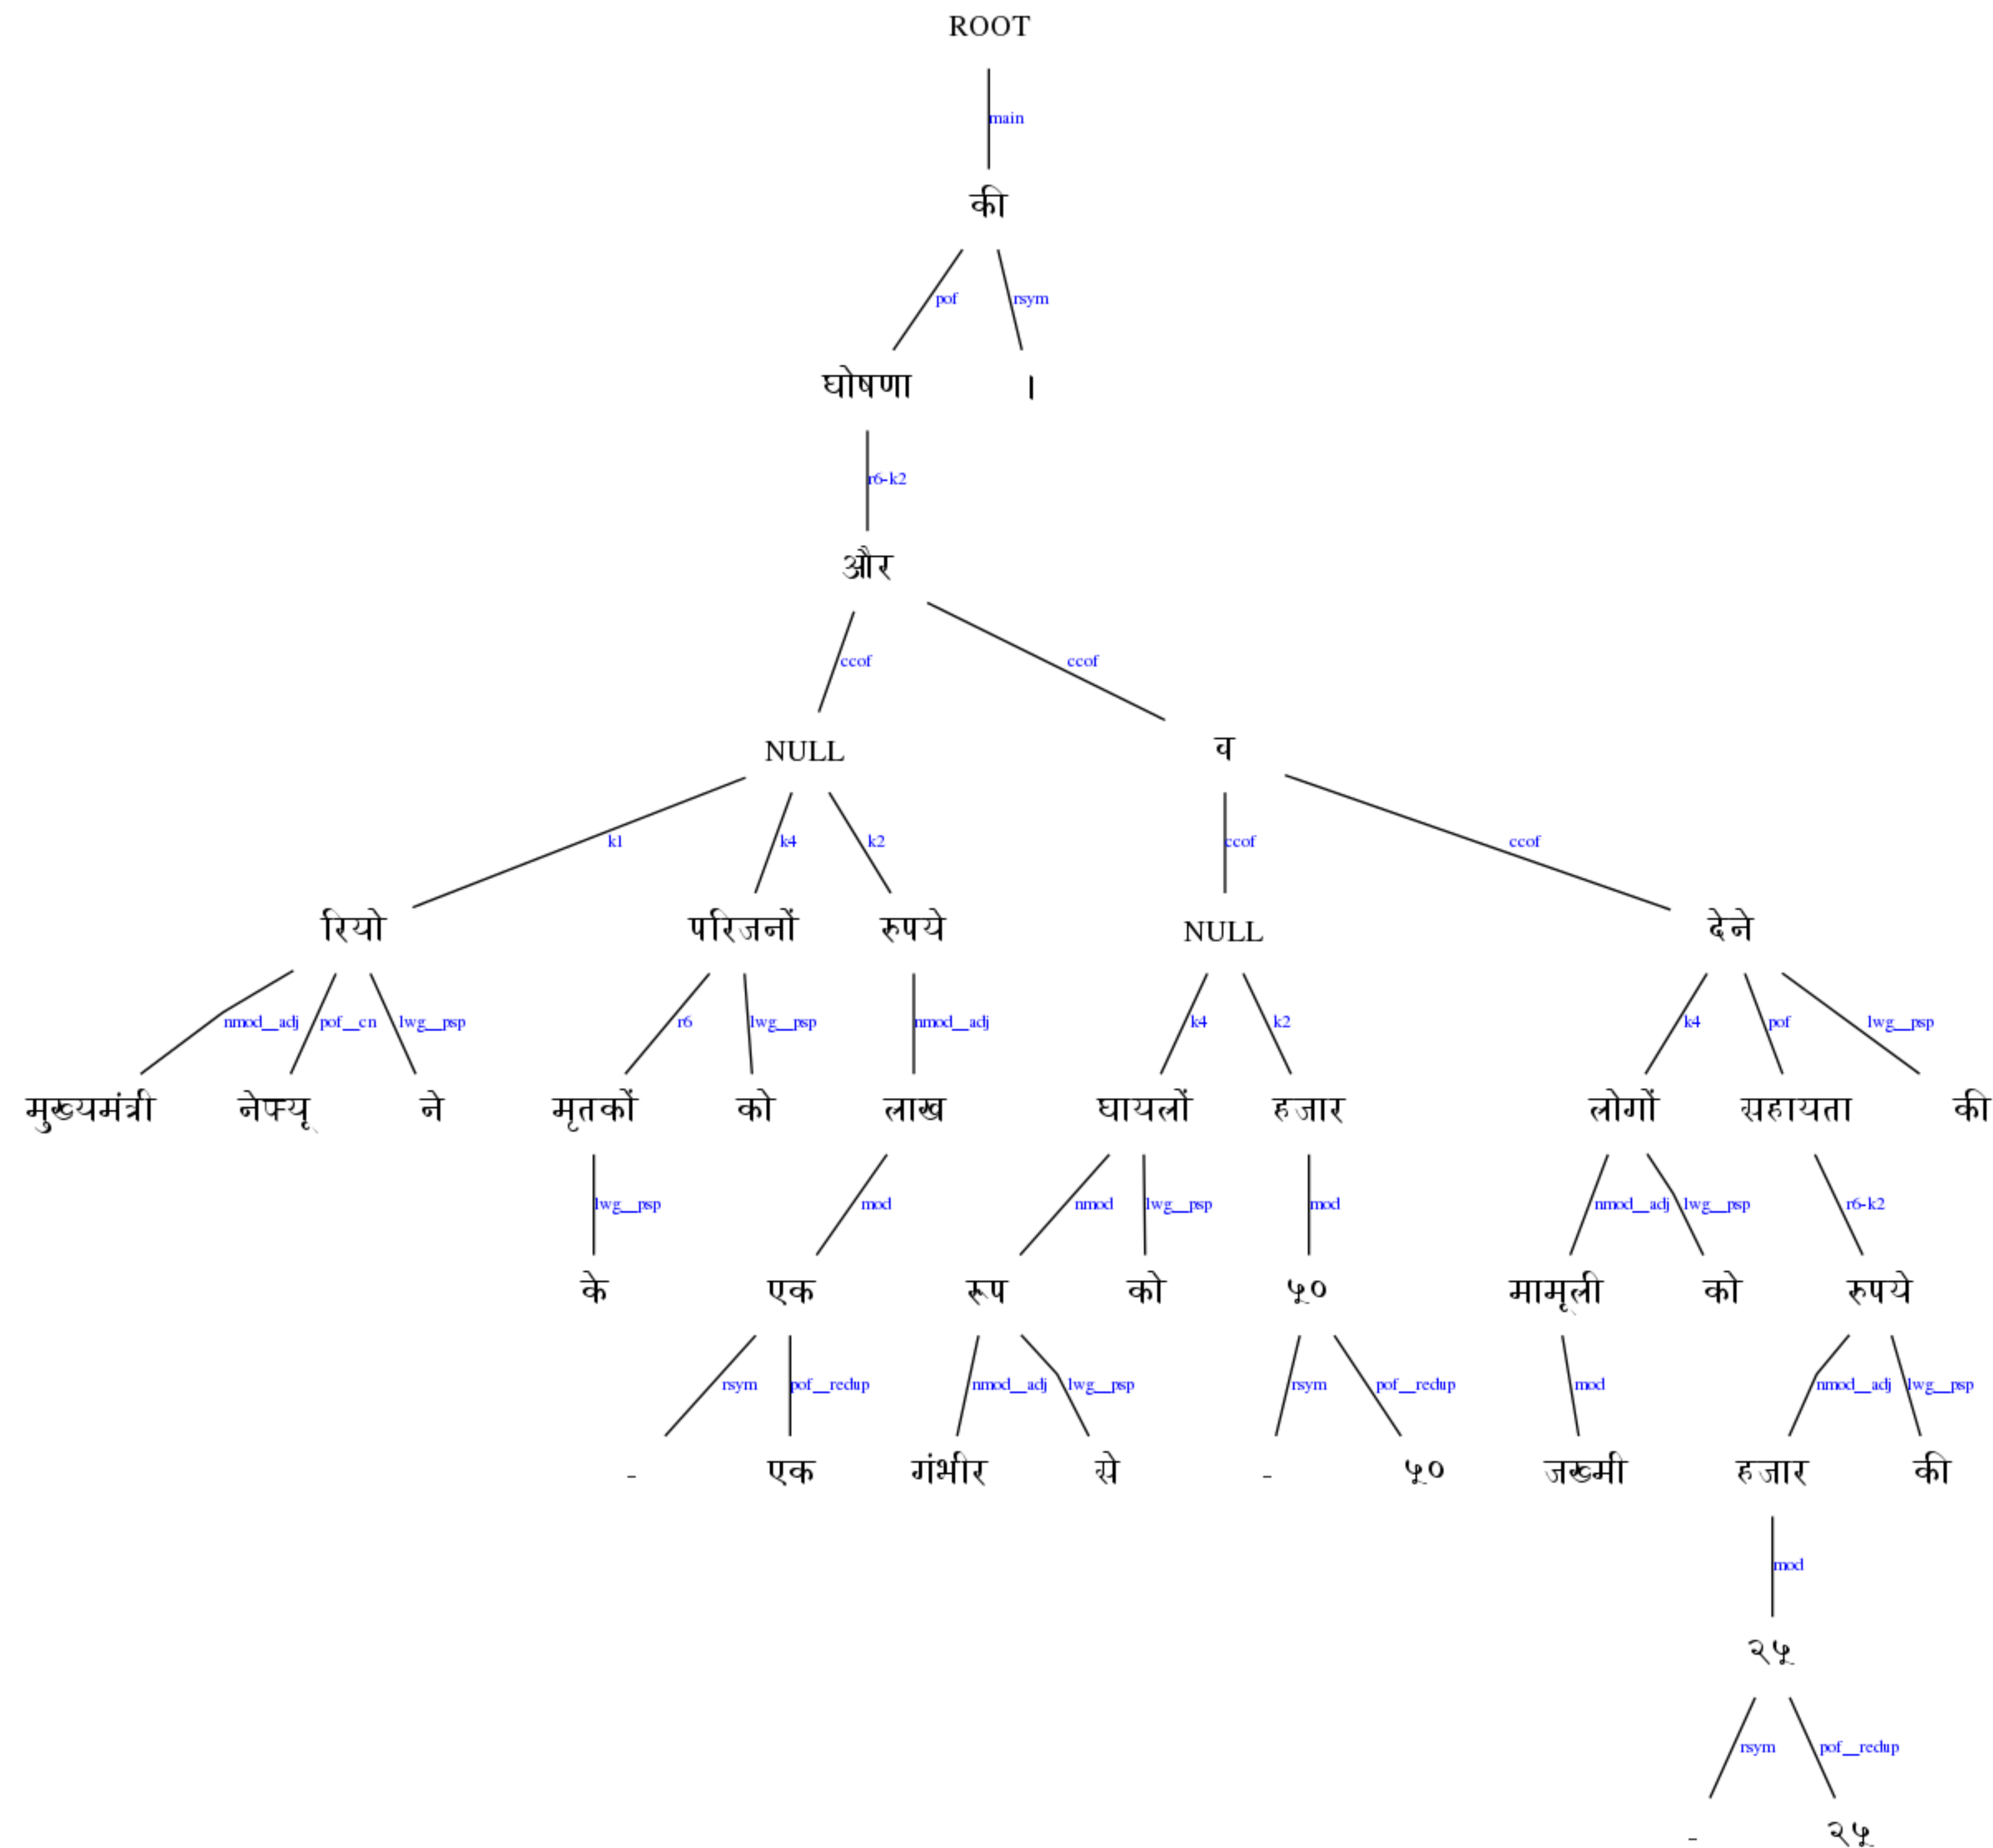 ROOT
main
की
pof rsym
घोषणा ।
r6-k2
और
ccof ccof
NULL व
k1 k4 k2 ccof ccof
रियो परिजनों रुपये NULL देने
nmod__adj pof__cn lwg__psp r6 lwg__psp nmod__adj k4 k2 k4 pof lwg__psp
मुख्यमंत्री नेफ्यू ने मृतकों को लाख घायलों हजार लोगों सहायता की
lwg__psp mod nmod lwg__psp mod nmod__adj lwg__psp r6-k2
के एक रूप को ५० मामूली को रुपये
rsym pof__redup nmod__adj lwg__psp rsym pof__redup mod nmod__adj lwg__psp
- एक गंभीर से - ५० जख्मी हजार की
mod
२५
rsym pof__redup
- २५